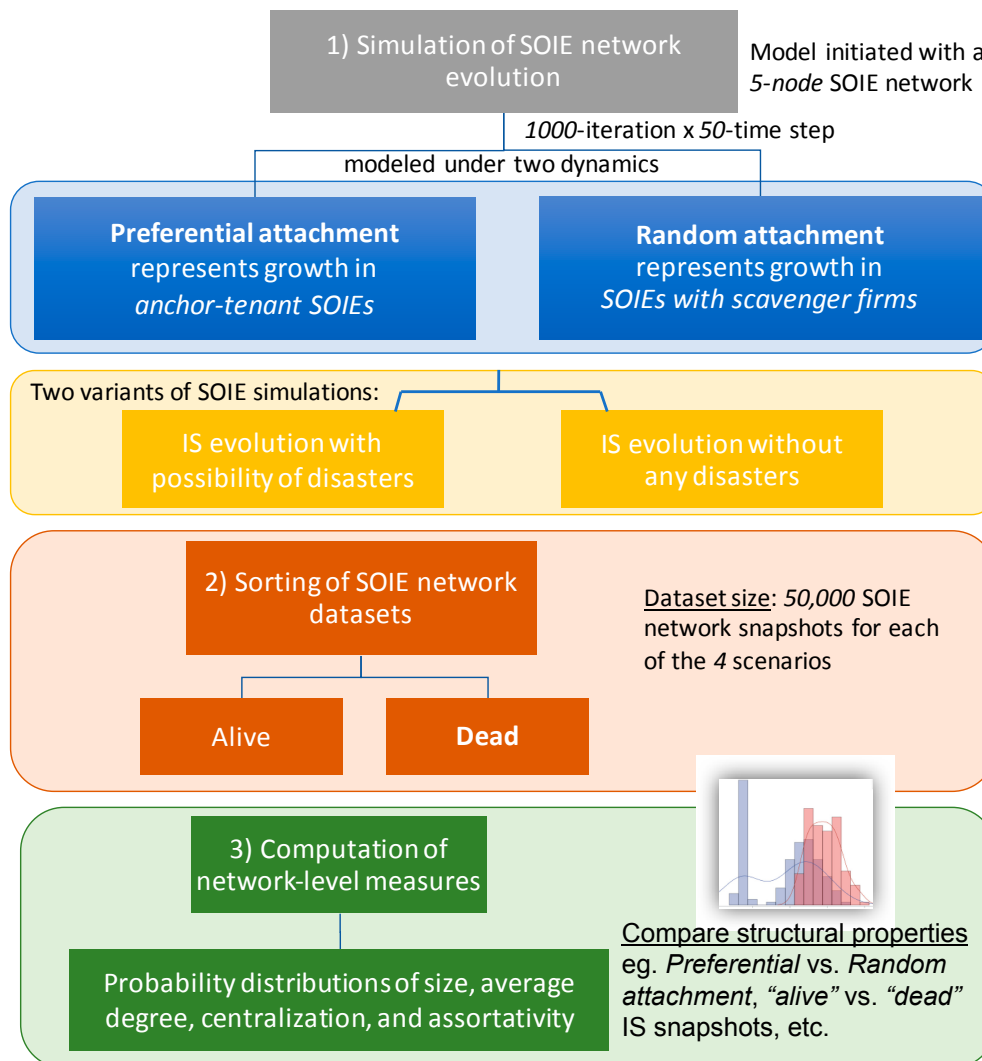 1) Simulation of SOIE network
evolution
Model initiated with a
5-node SOIE network
1000-iteration x 50-time step
modeled under two dynamics
Preferential attachment
represents growth in
anchor-tenant SOIEs
Random attachment
represents growth in
SOIEs with scavenger firms
Two variants of SOIE simulations:
IS evolution with
possibility of disasters
IS evolution without
any disasters
2) Sorting of SOIE network
datasets
Dataset size: 50,000 SOIE
network snapshots for each
of the 4 scenarios
Alive
Dead
3) Computation of
network-level measures
Probability distributions of size, average
degree, centralization, and assortativity
Compare structural properties
eg. Preferential vs. Random
attachment, “alive” vs. “dead”
IS snapshots, etc.